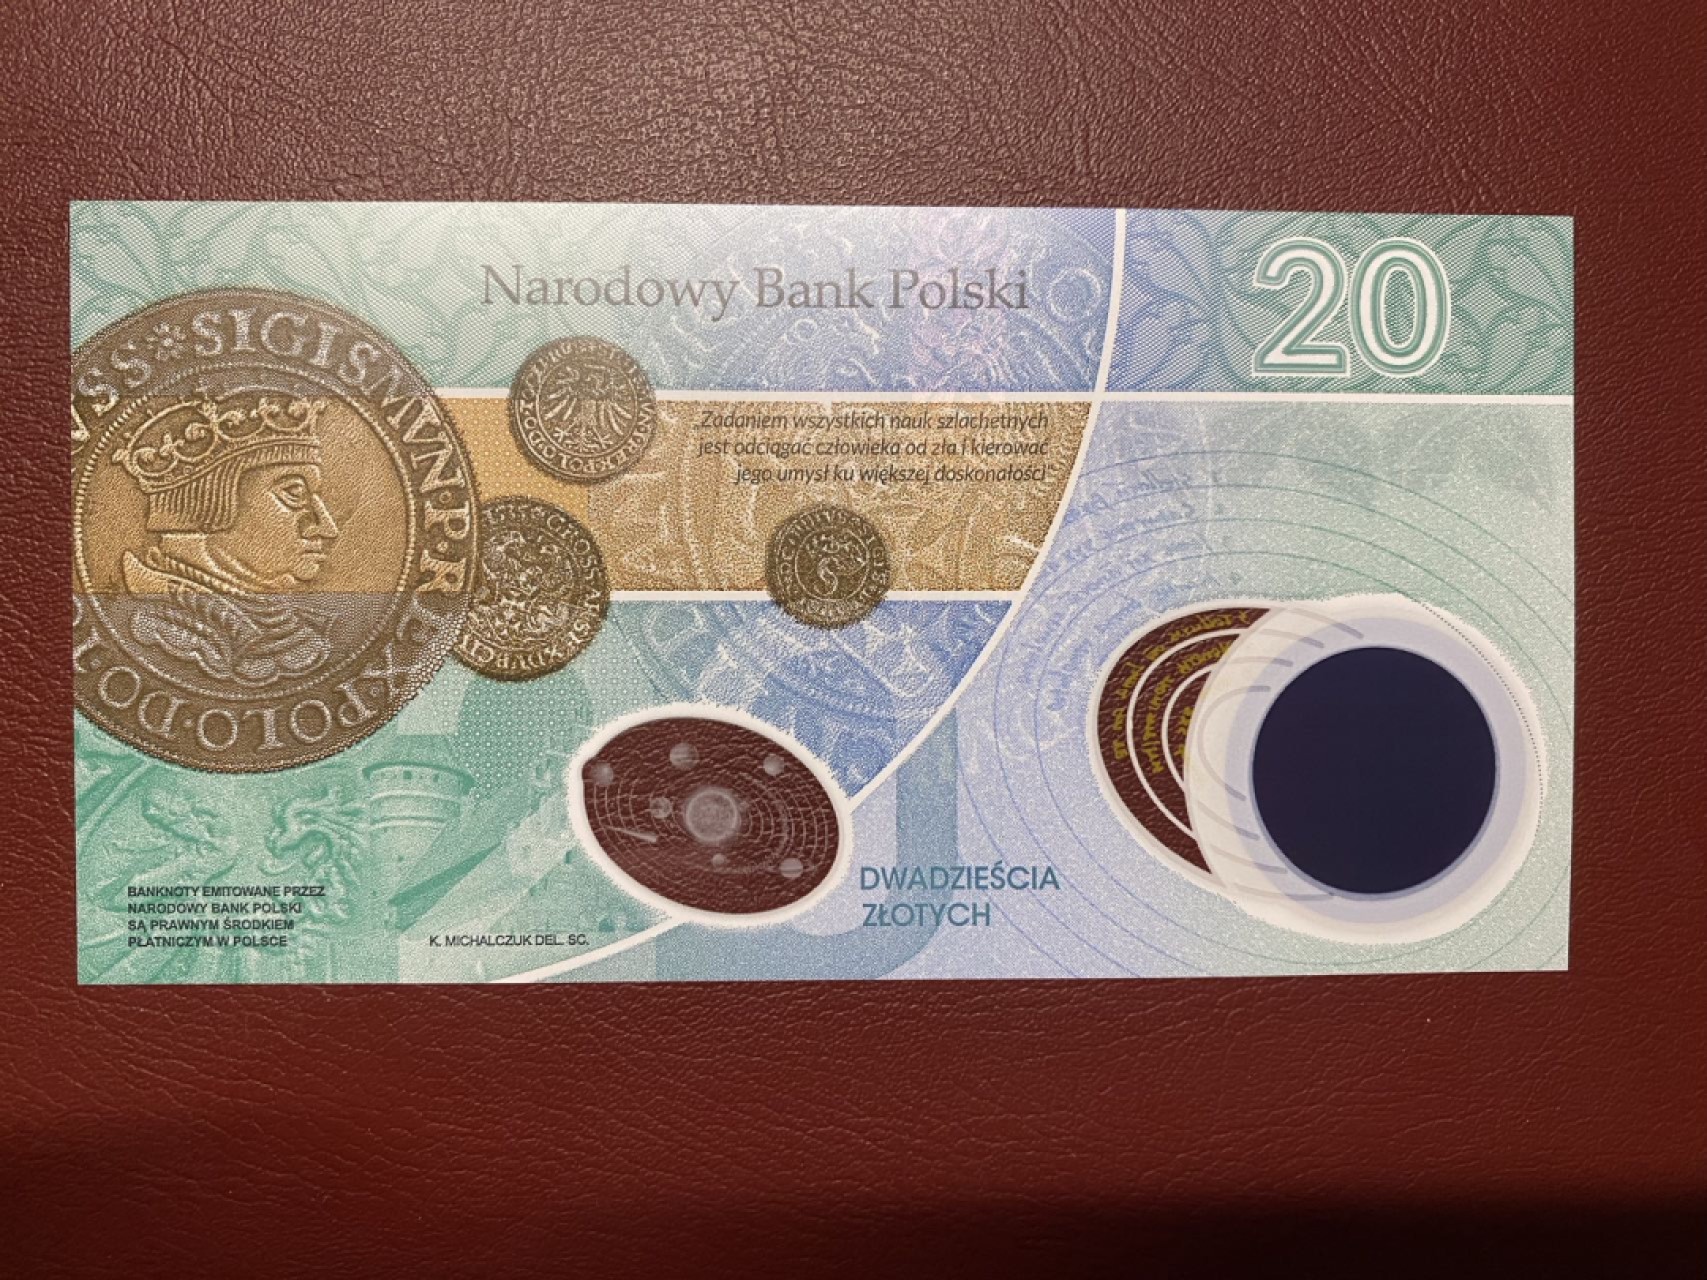 Narodowy Bank Polski
20
SIGISMVN·P·REX·POLO·DO·
„Zadaniem wszystkich nauk szlachetnych
jest odciągać człowieka od zła i kierować
jego umysł ku większej doskonałości”
DWADZIEŚCIA
ZŁOTYCH
BANKNOTY EMITOWANE PRZEZ
NARODOWY BANK POLSKI
SĄ PRAWNYM ŚRODKIEM
PŁATNICZYM W POLSCE
K. MICHALCZUK DEL. SC.